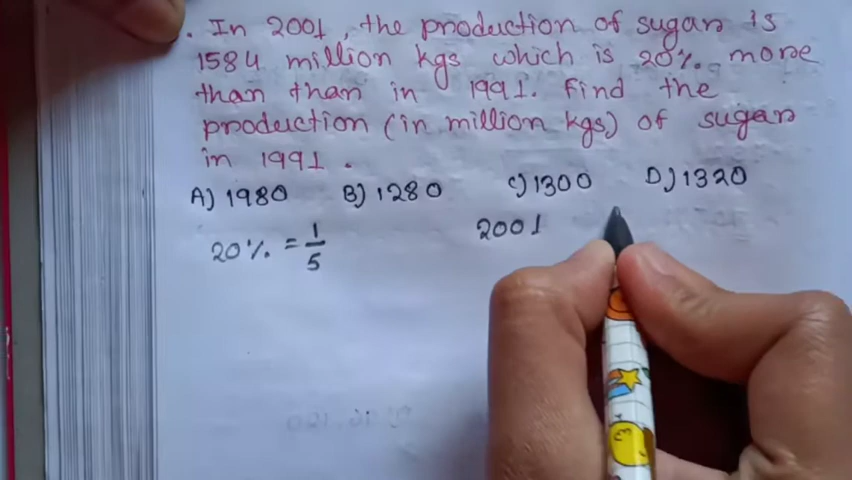 . In 2001, the production of sugar is
1584 million kgs which is 20% more
than than in 1991. Find the
production (in million kgs) of sugar
in 1991.
A) 1980 B) 1280 C) 1300 D) 1320
20% = 1/5 2001